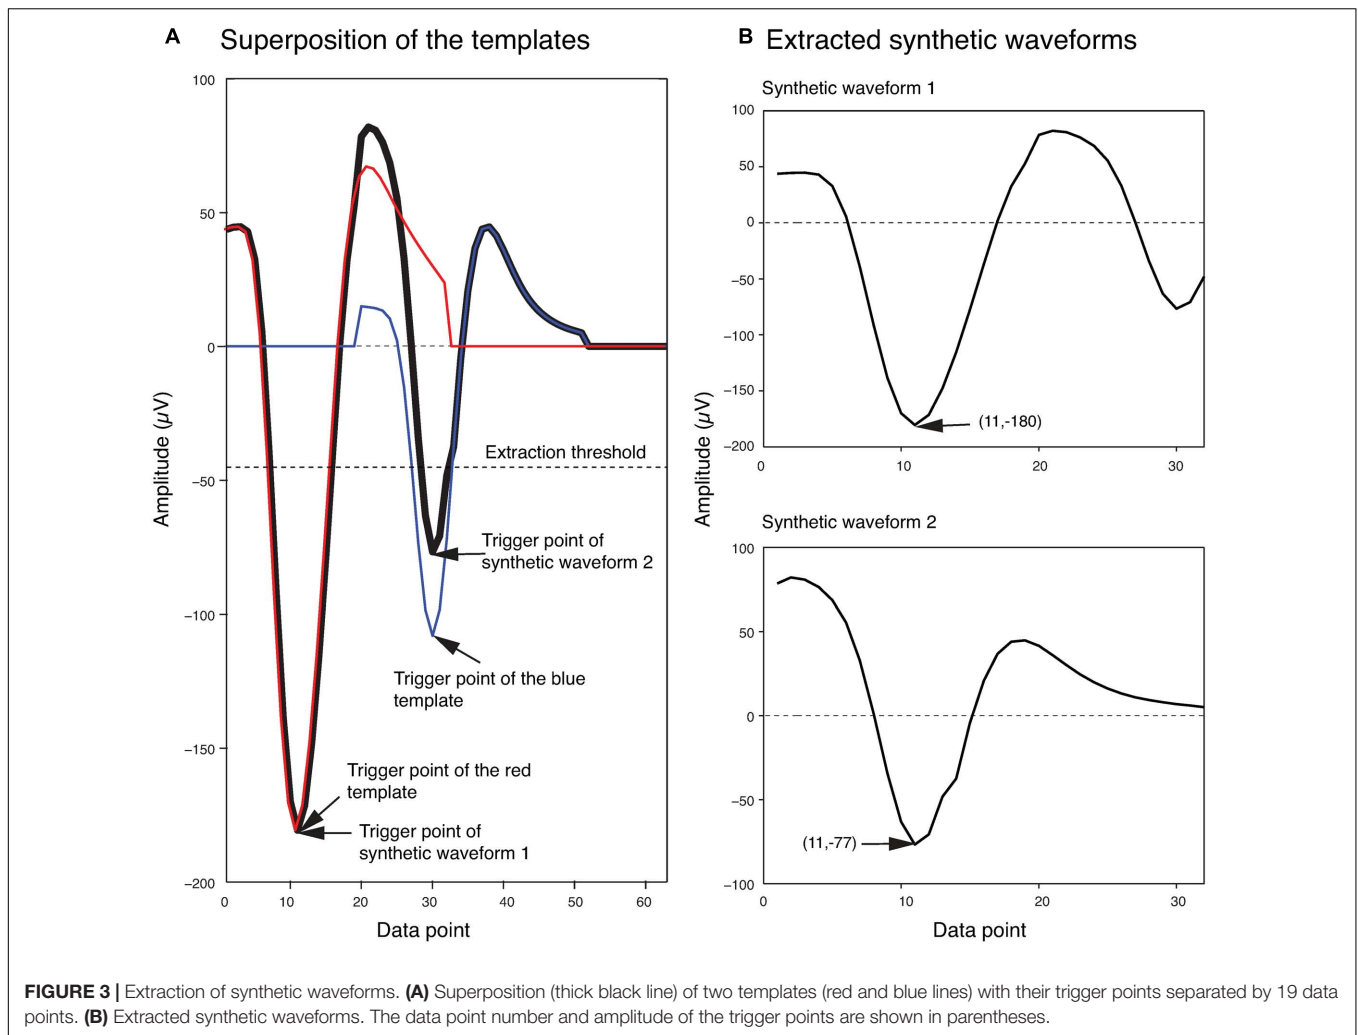 A Superposition of the templates
100
50
0
−50
−100
−150
−200
0 10 20 30 40 50 60
Amplitude (µV)
Data point
Extraction threshold
Trigger point of
synthetic waveform 2
Trigger point of the blue
template
Trigger point of the red
template
Trigger point of
synthetic waveform 1
B Extracted synthetic waveforms
Synthetic waveform 1
100
50
0
−50
−100
−150
−200
0 10 20 30
(11,-180)
Amplitude (µV)
Synthetic waveform 2
100
50
0
−50
−100
0 10 20 30
(11,-77)
Data point
FIGURE 3 | Extraction of synthetic waveforms. (A) Superposition (thick black line) of two templates (red and blue lines) with their trigger points separated by 19 data
points. (B) Extracted synthetic waveforms. The data point number and amplitude of the trigger points are shown in parentheses.